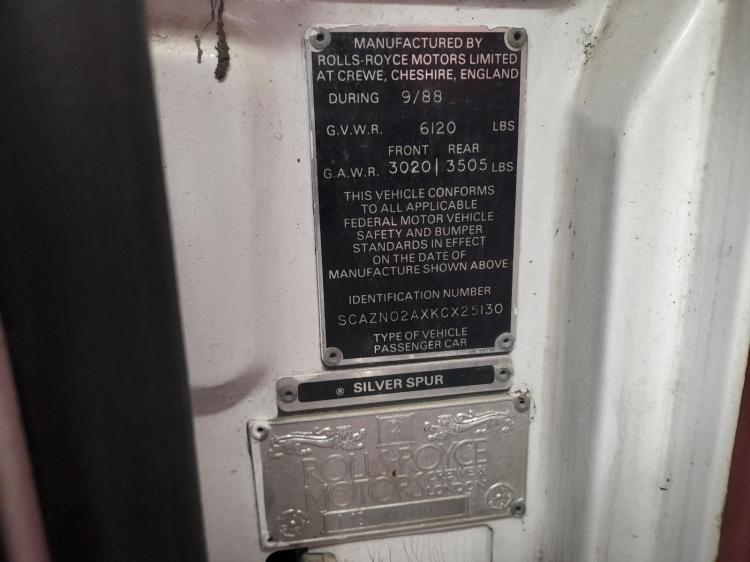 MANUFACTURED BY
ROLLS-ROYCE MOTORS LIMITED
AT CREWE, CHESHIRE, ENGLAND
DURING 9/88
G.V.W.R. 6120 LBS
FRONT REAR
G.A.W.R. 3020 | 3505 LBS
THIS VEHICLE CONFORMS
TO ALL APPLICABLE
FEDERAL MOTOR VEHICLE
SAFETY AND BUMPER
STANDARDS IN EFFECT
ON THE DATE OF
MANUFACTURE SHOWN ABOVE
IDENTIFICATION NUMBER
SCAZN02AXKCX25130
TYPE OF VEHICLE
PASSENGER CAR
® SILVER SPUR
ROLLS-ROYCE
MOTORS CREWE &
LONDON